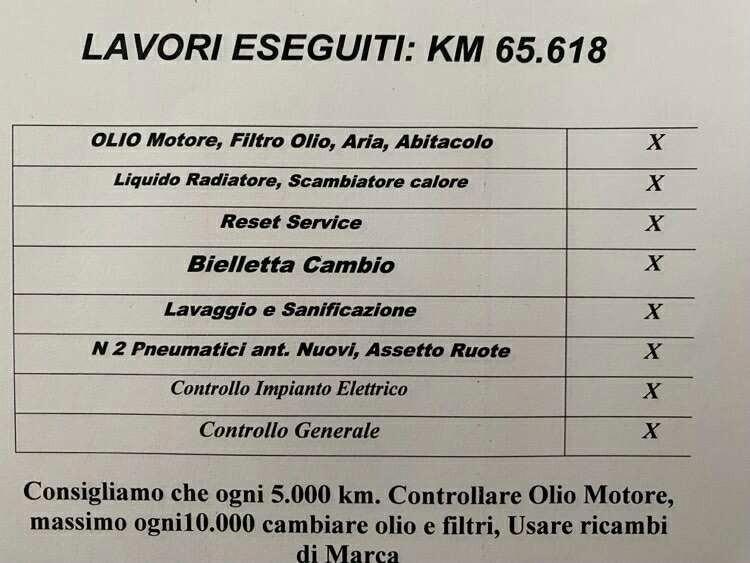 LAVORI ESEGUITI: KM 65.618
OLIO Motore, Filtro Olio, Aria, Abitacolo X
Liquido Radiatore, Scambiatore calore X
Reset Service X
Bielletta Cambio X
Lavaggio e Sanificazione X
N 2 Pneumatici ant. Nuovi, Assetto Ruote X
Controllo Impianto Elettrico X
Controllo Generale X
Consigliamo che ogni 5.000 km. Controllare Olio Motore,
massimo ogni10.000 cambiare olio e filtri, Usare ricambi
di Marca